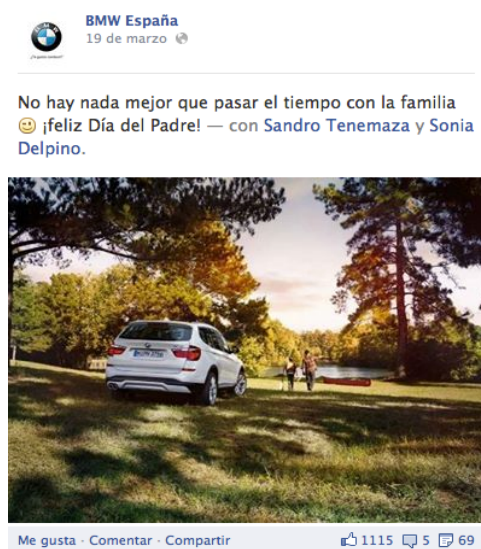 BMW España
19 de marzo
No hay nada mejor que pasar el tiempo con la familia
¡feliz Día del Padre! — con Sandro Tenemaza y Sonia
Delpino.
Me gusta · Comentar · Compartir 1115 5 69